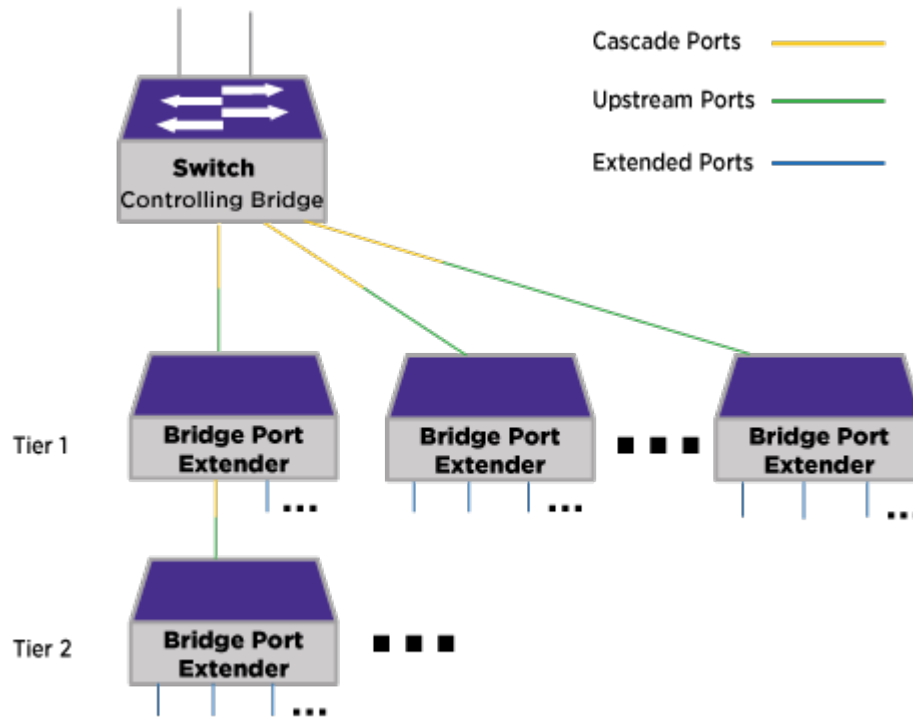 Cascade Ports
Upstream Ports
Extended Ports
Switch
Controlling Bridge
Tier 1
Bridge Port
Extender
...
Bridge Port
Extender
...
Bridge Port
Extender
...
Tier 2
Bridge Port
Extender
...